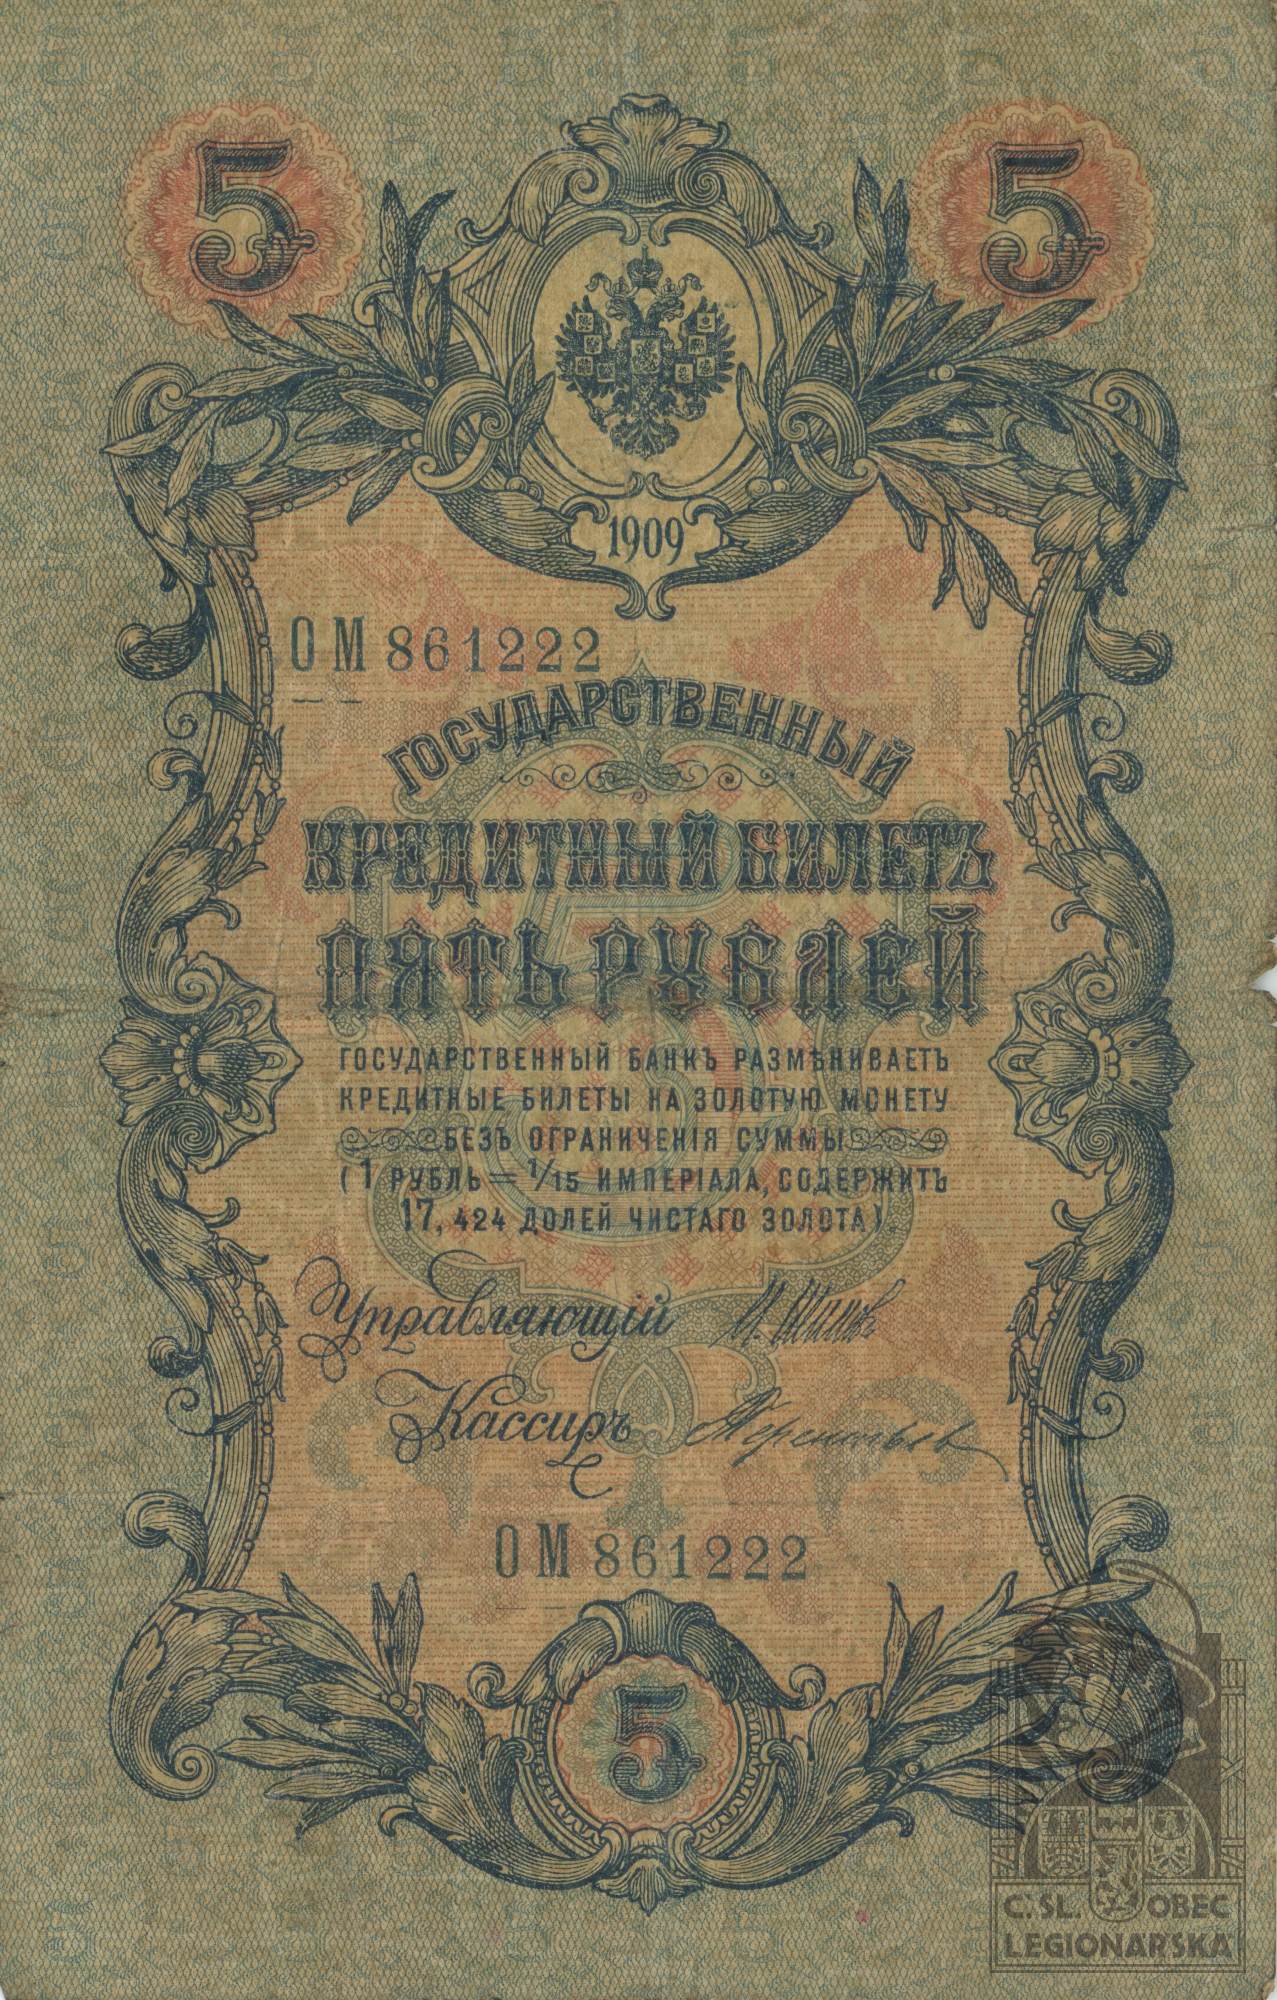 5 5
1909
ОМ 861222
ГОСУДАРСТВЕННЫЙ
КРЕДИТНЫЙ БИЛЕТЪ
ПЯТЬ РУБЛЕЙ
ГОСУДАРСТВЕННЫЙ БАНКЪ РАЗМѢНИВАЕТЪ
КРЕДИТНЫЕ БИЛЕТЫ НА ЗОЛОТУЮ МОНЕТУ
БЕЗЪ ОГРАНИЧЕНІЯ СУММЫ
(1 РУБЛЬ = 1/15 ИМПЕРІАЛА, СОДЕРЖИТЪ
17,424 ДОЛЕЙ ЧИСТАГО ЗОЛОТА).
Управляющій И. Шиповъ
Кассиръ
ОМ 861222
5
Č. SL. OBEC
LEGIONÁŘSKÁ